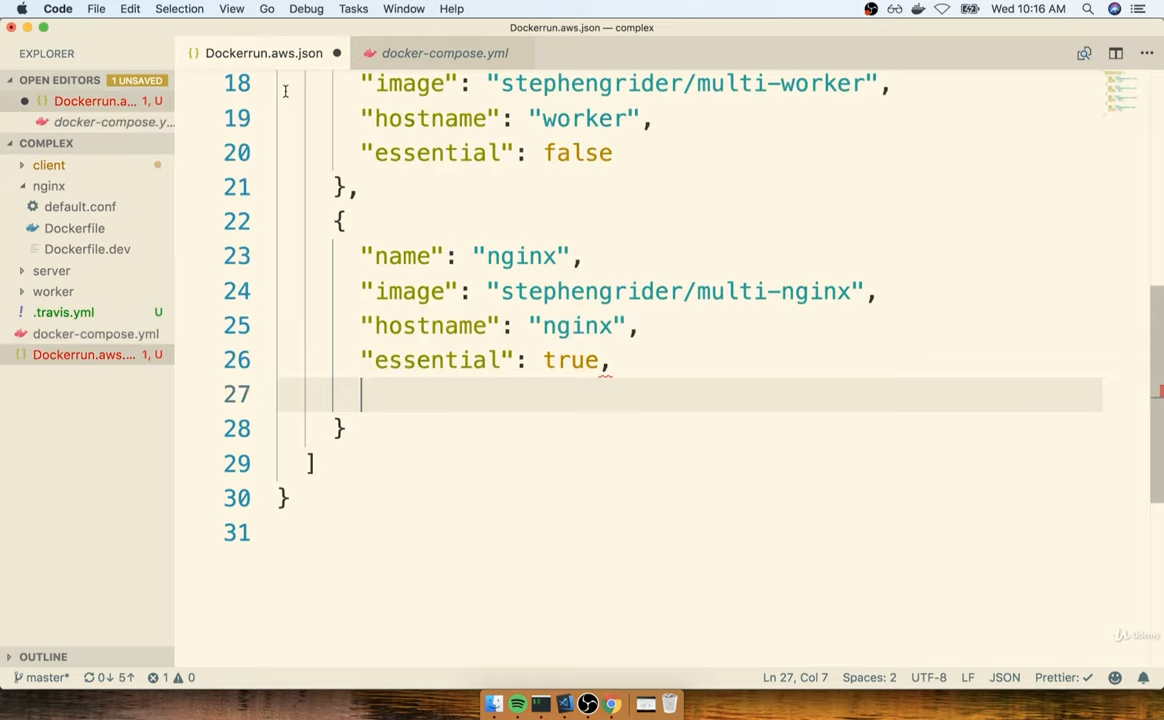 Code File Edit Selection View Go Debug Tasks Window Help Wed 10:16 AM
Dockerrun.aws.json — complex
EXPLORER
{ } Dockerrun.aws.json ● docker-compose.yml
OPEN EDITORS 1 UNSAVED
{ } Dockerrun.a... 1, U
docker-compose.y...
COMPLEX
client
nginx
default.conf
Dockerfile
Dockerfile.dev
server
worker
! .travis.yml U
docker-compose.yml
{ } Dockerrun.aws.... 1, U
OUTLINE
18 "image": "stephengrider/multi-worker",
19 "hostname": "worker",
20 "essential": false
21 },
22 {
23 "name": "nginx",
24 "image": "stephengrider/multi-nginx",
25 "hostname": "nginx",
26 "essential": true,
27
28 }
29 ]
30 }
31
Udemy
master* 0↓ 5↑ 1 0 Ln 27, Col 7 Spaces: 2 UTF-8 LF JSON Prettier: ✓